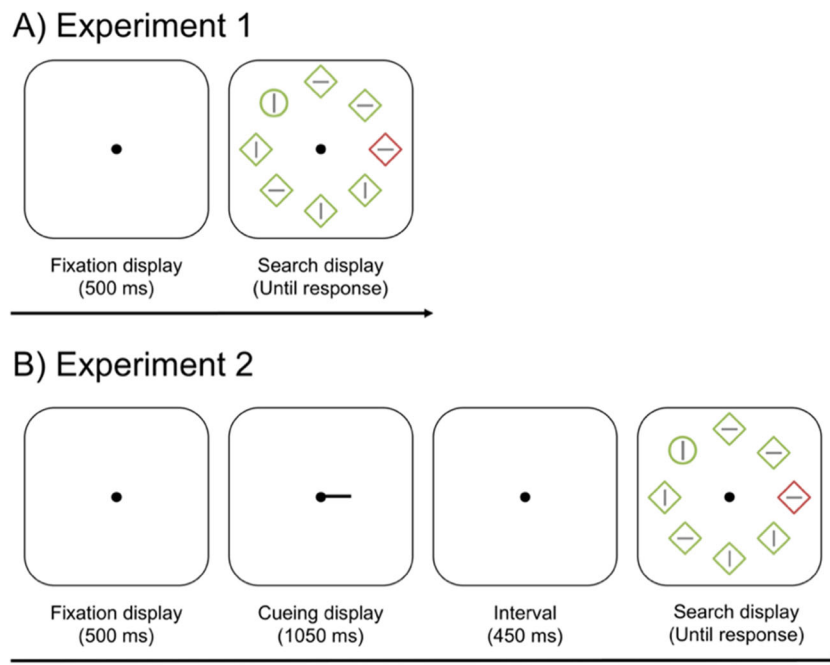 A) Experiment 1
Fixation display
(500 ms)
Search display
(Until response)
B) Experiment 2
Fixation display
(500 ms)
Cueing display
(1050 ms)
Interval
(450 ms)
Search display
(Until response)